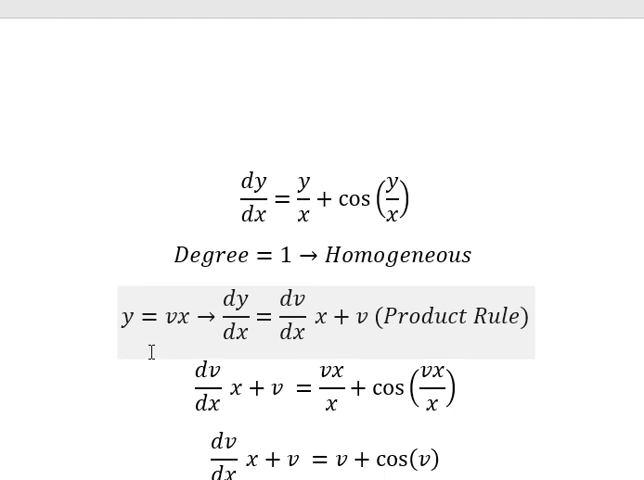 dy/dx = y/x + cos(y/x)
Degree = 1 → Homogeneous
y = vx → dy/dx = dv/dx x + v (Product Rule)
dv/dx x + v = vx/x + cos(vx/x)
dv/dx x + v = v + cos(v)